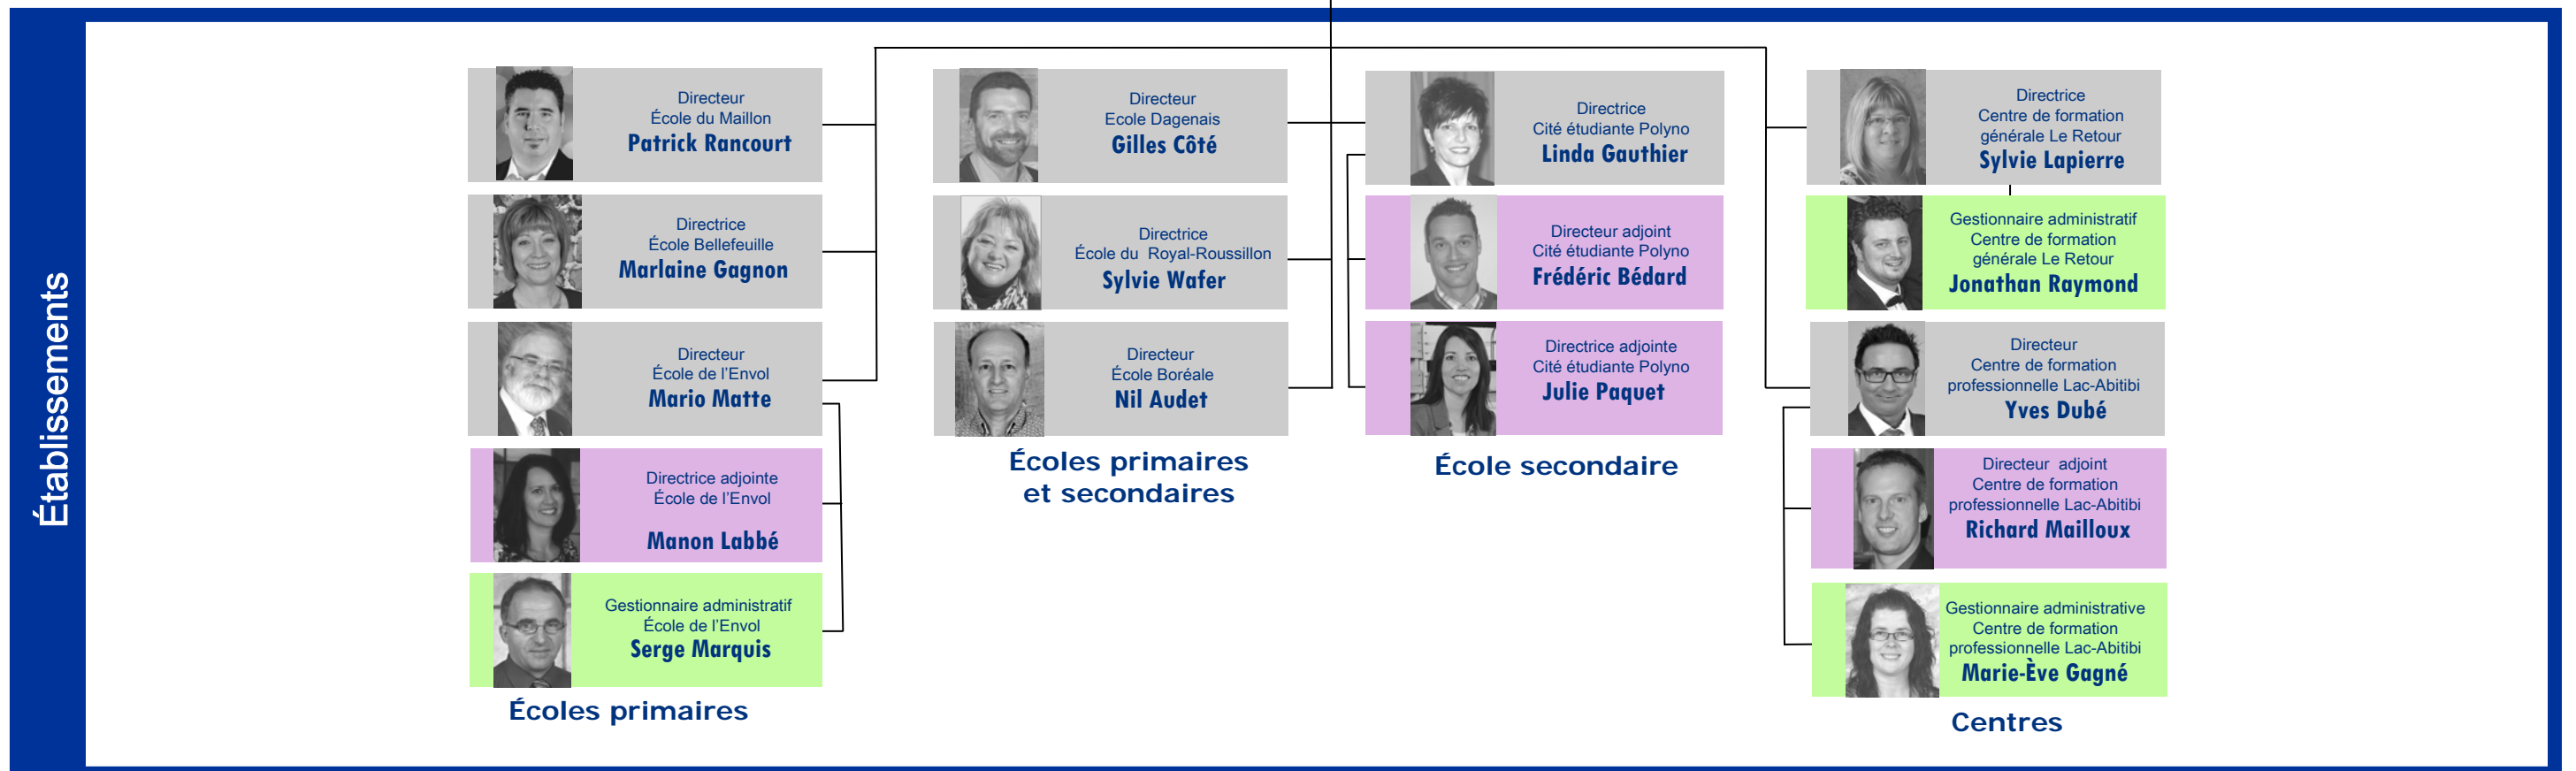 Établissements
Directeur
École du Maillon
Patrick Rancourt
Directrice
École Bellefeuille
Marlaine Gagnon
Directeur
École de l'Envol
Mario Matte
Directrice adjointe
École de l'Envol
Manon Labbé
Gestionnaire administratif
École de l'Envol
Serge Marquis
Écoles primaires
Directeur
Ecole Dagenais
Gilles Côté
Directrice
École du Royal-Roussillon
Sylvie Wafer
Directeur
École Boréale
Nil Audet
Écoles primaires
et secondaires
Directrice
Cité étudiante Polyno
Linda Gauthier
Directeur adjoint
Cité étudiante Polyno
Frédéric Bédard
Directrice adjointe
Cité étudiante Polyno
Julie Paquet
École secondaire
Directrice
Centre de formation
générale Le Retour
Sylvie Lapierre
Gestionnaire administratif
Centre de formation
générale Le Retour
Jonathan Raymond
Directeur
Centre de formation
professionnelle Lac-Abitibi
Yves Dubé
Directeur adjoint
Centre de formation
professionnelle Lac-Abitibi
Richard Mailloux
Gestionnaire administrative
Centre de formation
professionnelle Lac-Abitibi
Marie-Ève Gagné
Centres